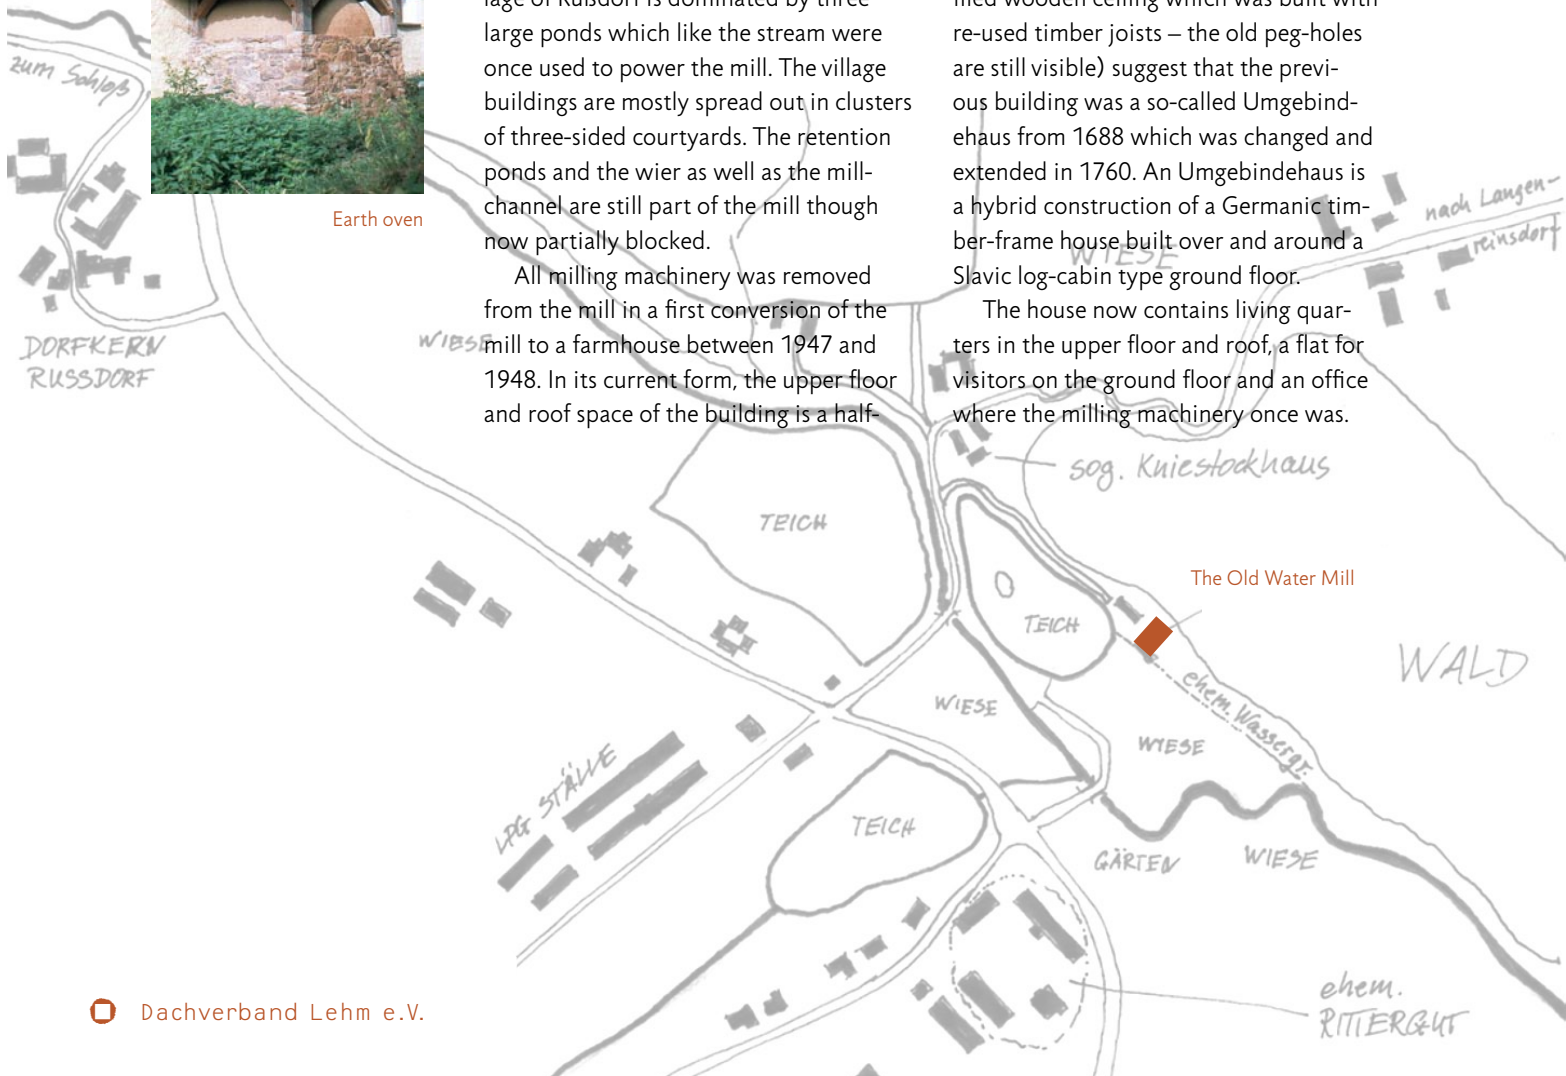 large ponds which like the stream were
once used to power the mill. The village
buildings are mostly spread out in clusters
of three-sided courtyards. The retention
ponds and the wier as well as the mill-
channel are still part of the mill though
now partially blocked.
All milling machinery was removed
from the mill in a first conversion of the
mill to a farmhouse between 1947 and
1948. In its current form, the upper floor
and roof space of the building is a half-
re-used timber joists – the old peg-holes
are still visible) suggest that the previ-
ous building was a so-called Umgebind-
ehaus from 1688 which was changed and
extended in 1760. An Umgebindehaus is
a hybrid construction of a Germanic tim-
ber-frame house built over and around a
Slavic log-cabin type ground floor.
The house now contains living quar-
ters in the upper floor and roof, a flat for
visitors on the ground floor and an office
where the milling machinery once was.
Earth oven
zum Schloß
DORFKERN
RUSSDORF
WIESE
WIESE
nach Langen-
reinsdorf
sog. Kniestockhaus
TEICH
TEICH
The Old Water Mill
WALD
ehem. Wassergr.
WIESE
WIESE
LPG STÄLLE
TEICH
GÄRTEN
WIESE
ehem.
RITTERGUT
Dachverband Lehm e.V.